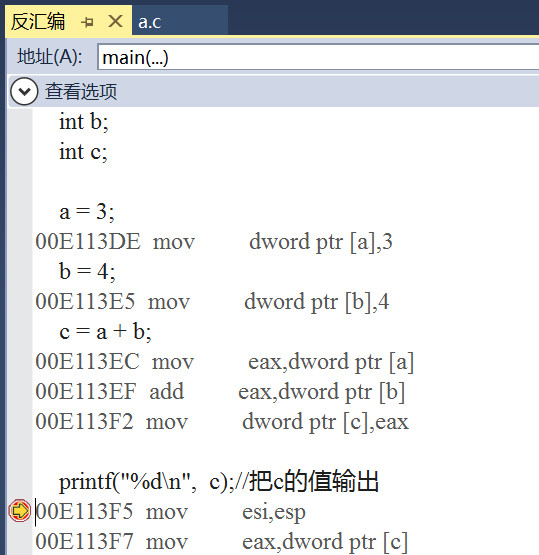 反汇编 a.c
地址(A): main(...)
查看选项
int b;
int c;
a = 3;
00E113DE mov dword ptr [a],3
b = 4;
00E113E5 mov dword ptr [b],4
c = a + b;
00E113EC mov eax,dword ptr [a]
00E113EF add eax,dword ptr [b]
00E113F2 mov dword ptr [c],eax
printf("%d\n", c);//把c的值输出
00E113F5 mov esi,esp
00E113F7 mov eax,dword ptr [c]